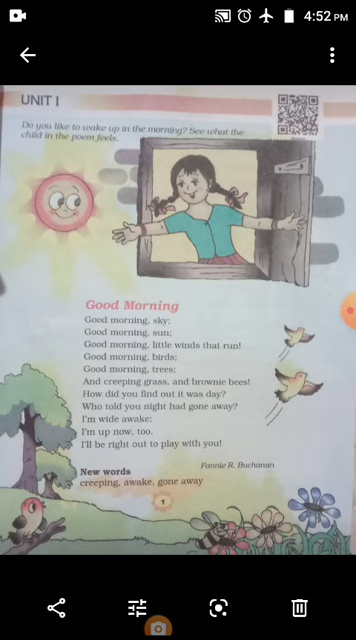 4:52 PM
UNIT I
Do you like to wake up in the morning? See what the
child in the poem feels.
Good Morning
Good morning, sky;
Good morning, sun;
Good morning, little winds that run!
Good morning, birds;
Good morning, trees;
And creeping grass, and brownie bees!
How did you find out it was day?
Who told you night had gone away?
I'm wide awake;
I'm up now, too.
I'll be right out to play with you!
Fannie R. Buchanan
New words
creeping, awake, gone away
1